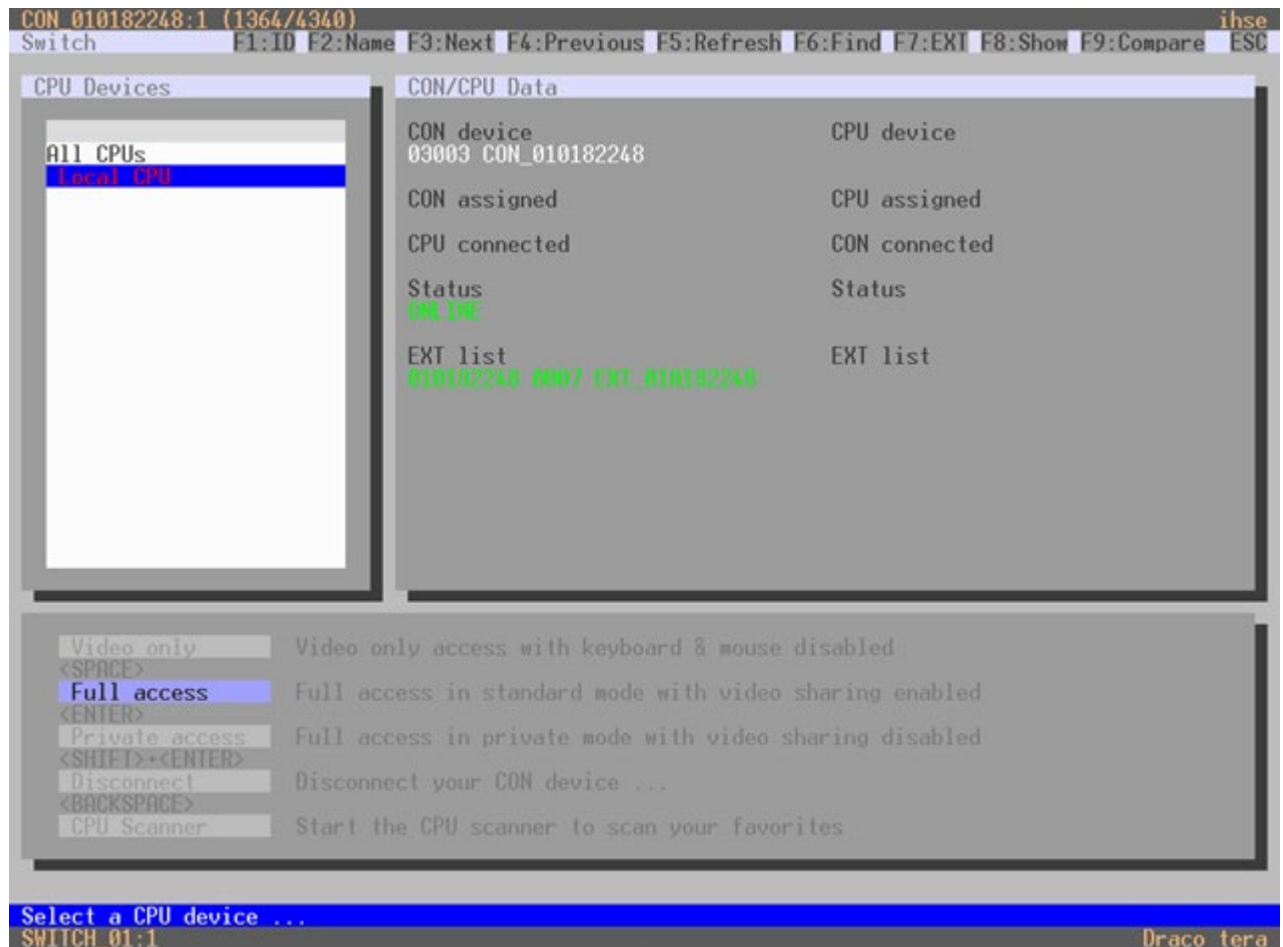 CON_010182248:1 (1364/4340) ihse
Switch F1:ID F2:Name F3:Next F4:Previous F5:Refresh F6:Find F7:EXT F8:Show F9:Compare ESC
CPU Devices
All CPUs
Local CPU
CON/CPU Data
CON device CPU device
03003 CON_010182248
CON assigned CPU assigned
CPU connected CON connected
Status Status
ONLINE
EXT list EXT list
010182248 0007 EXT_010182248
Video only Video only access with keyboard & mouse disabled
<SPACE>
Full access Full access in standard mode with video sharing enabled
<ENTER>
Private access Full access in private mode with video sharing disabled
<SHIFT>+<ENTER>
Disconnect Disconnect your CON device ...
<BACKSPACE>
CPU Scanner Start the CPU scanner to scan your favorites
Select a CPU device ...
SWITCH_01:1 Draco tera